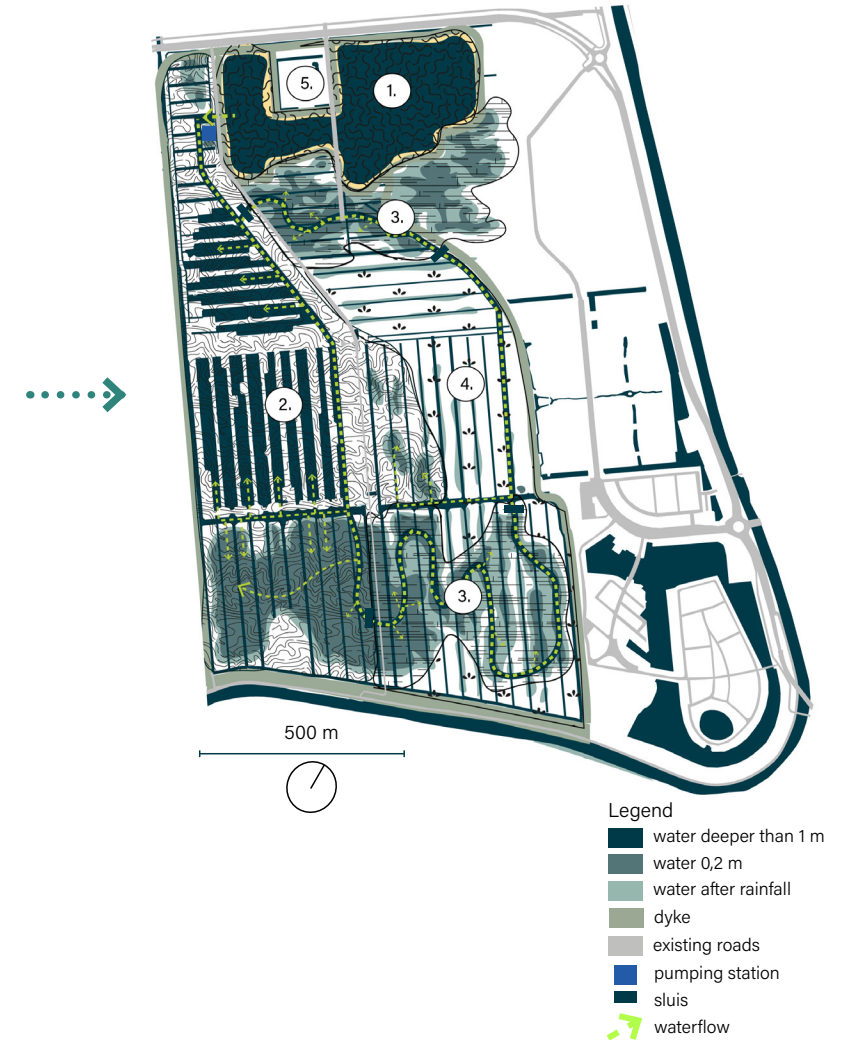 5.
1.
3.
4.
2.
3.
500 m
Legend
water deeper than 1 m
water 0,2 m
water after rainfall
dyke
existing roads
pumping station
sluis
waterflow